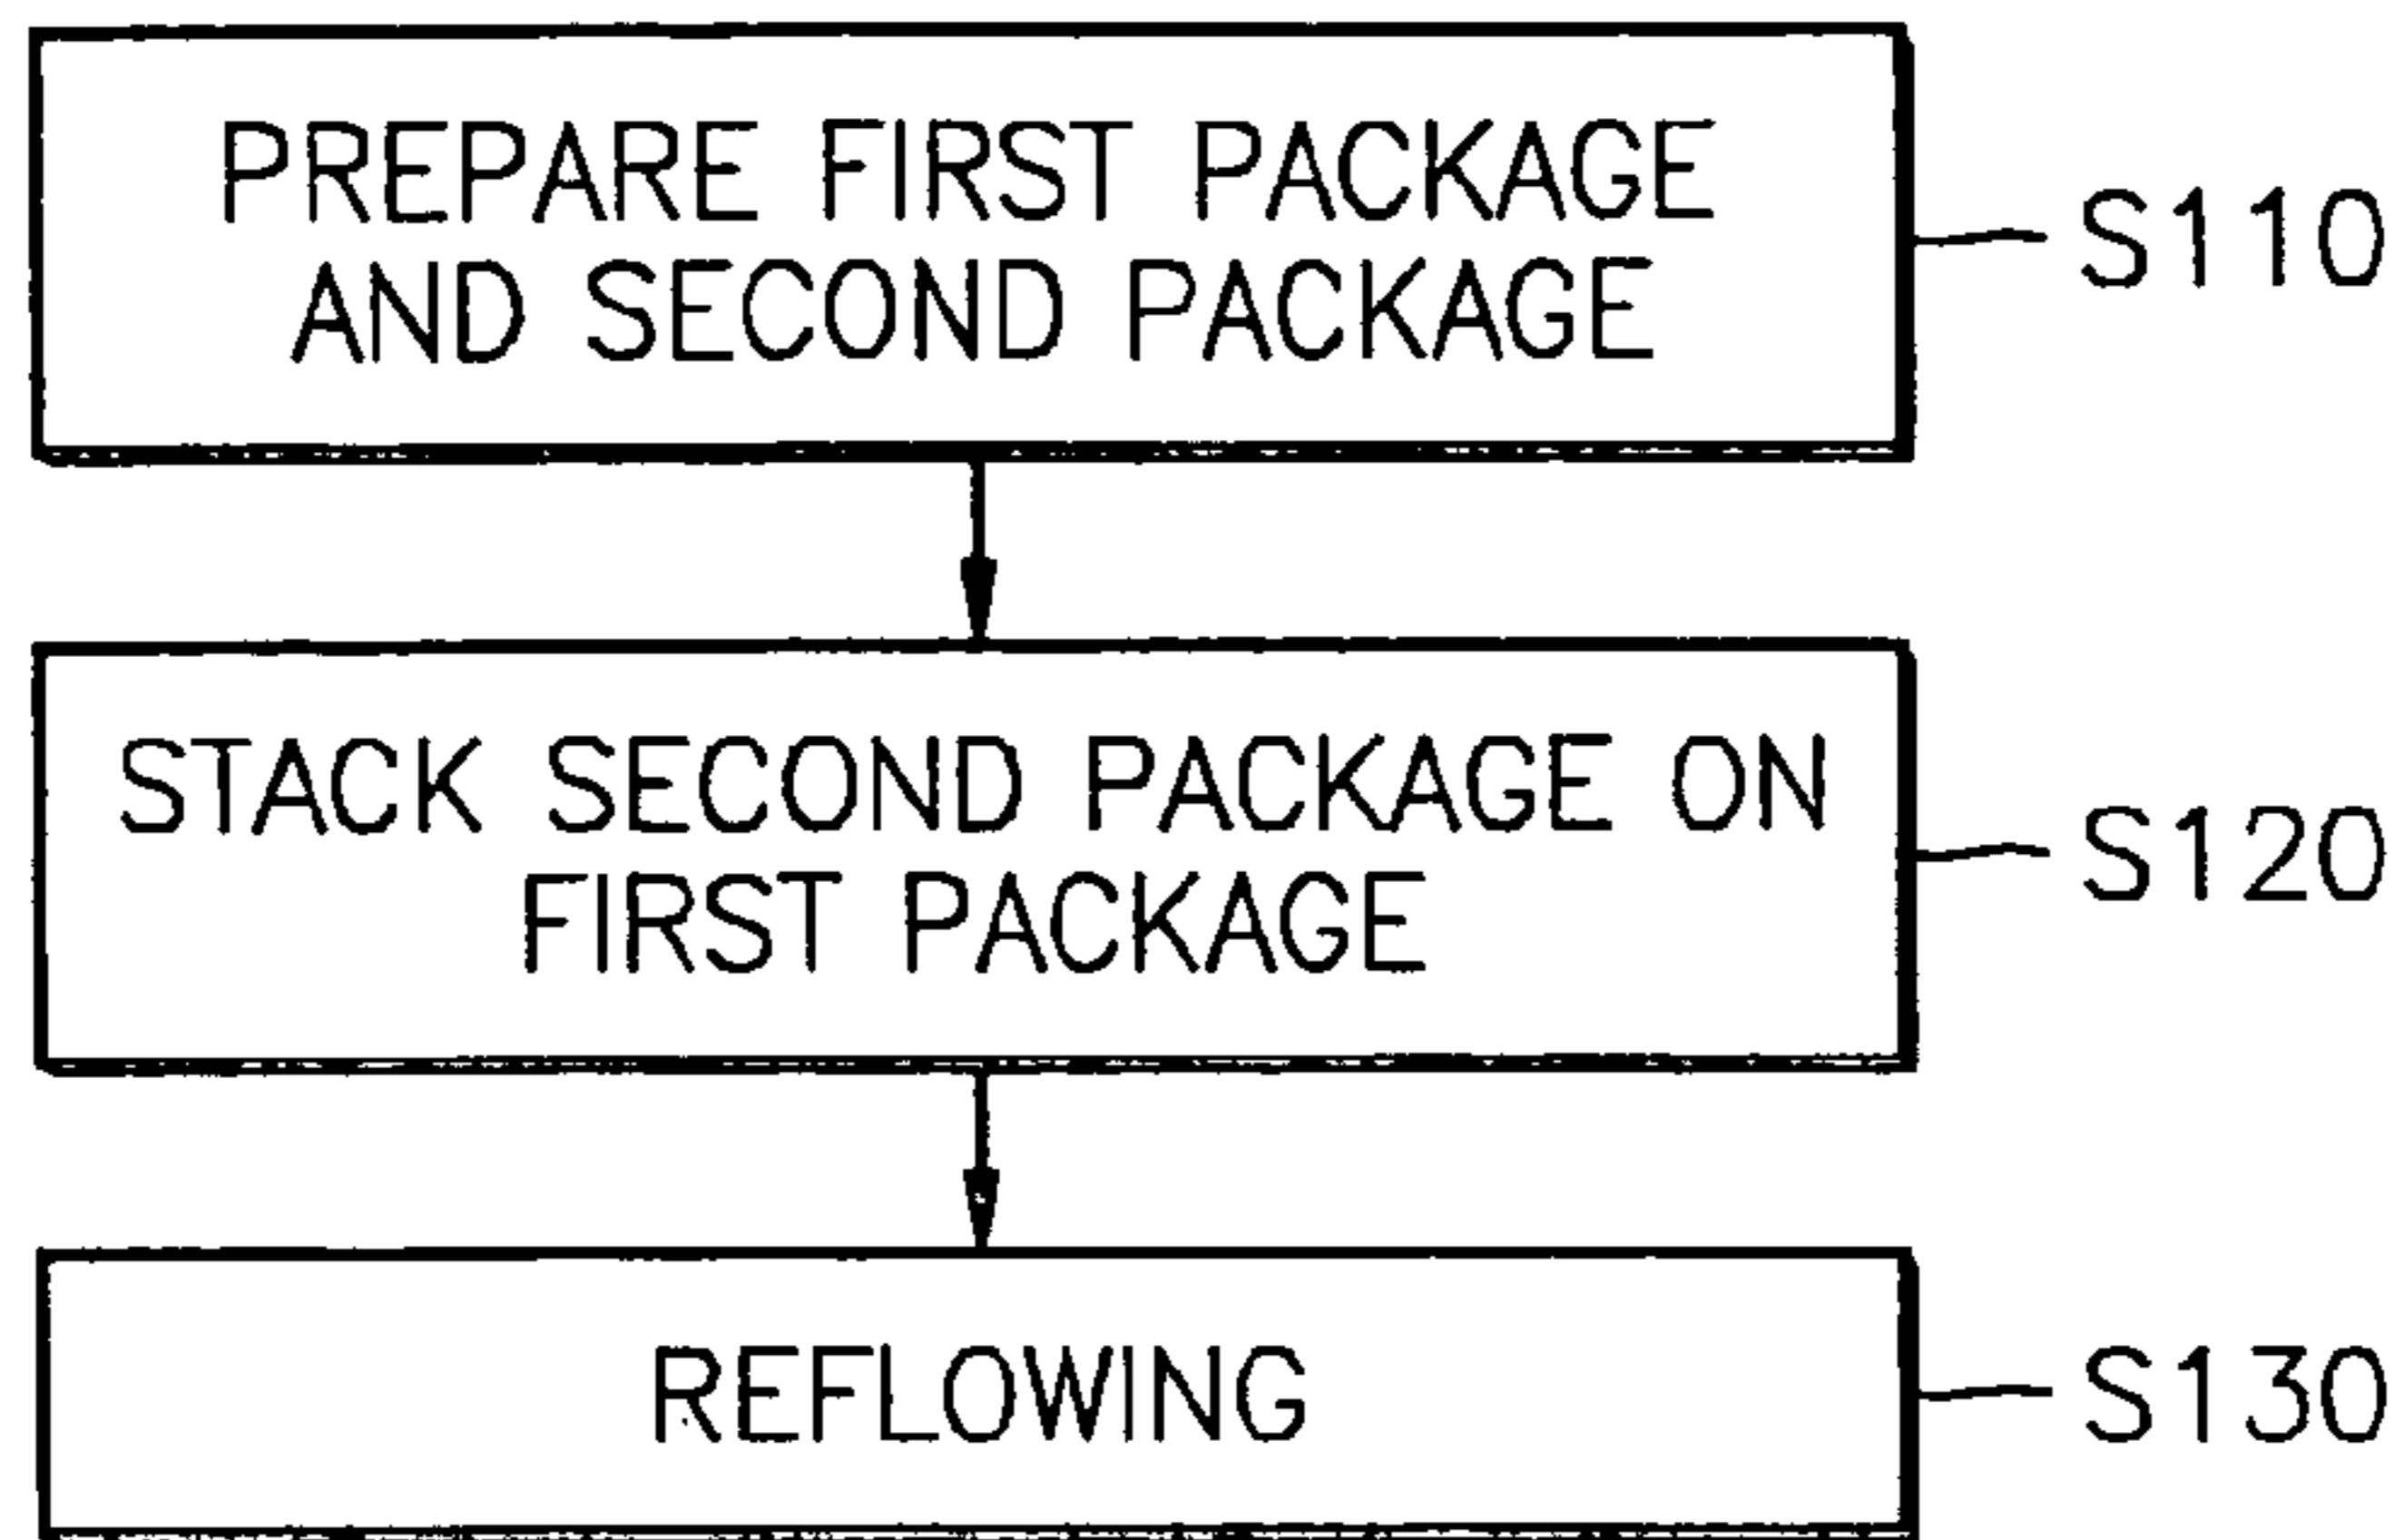 PREPARE FIRST PACKAGE
AND SECOND PACKAGE
S110
STACK SECOND PACKAGE ON
FIRST PACKAGE
S120
REFLOWING
S130